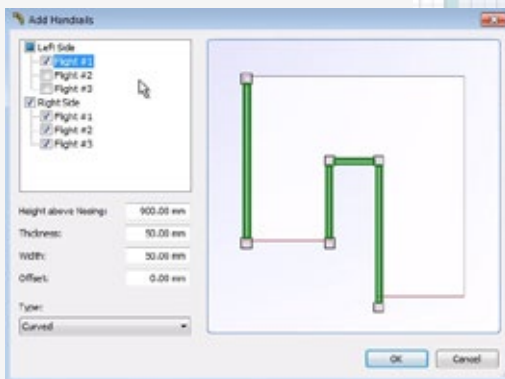 Add Handrails
Left Side
Flight #1
Flight #2
Flight #3
Right Side
Flight #1
Flight #2
Flight #3
Height above Nosing: 900.00 mm
Thickness: 50.00 mm
Width: 50.00 mm
Offset: 0.00 mm
Type:
Curved
OK Cancel